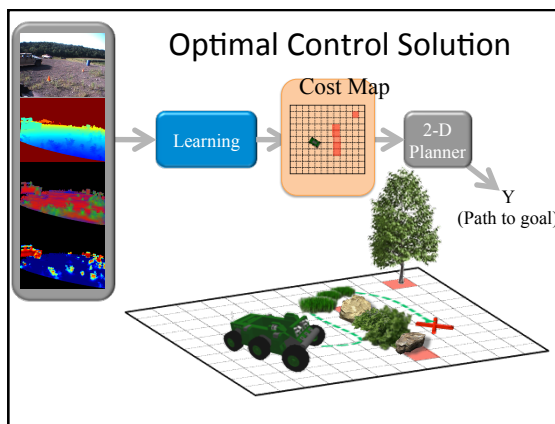 Optimal Control Solution
Cost Map
Learning
2-D
Planner
Y
(Path to goal)